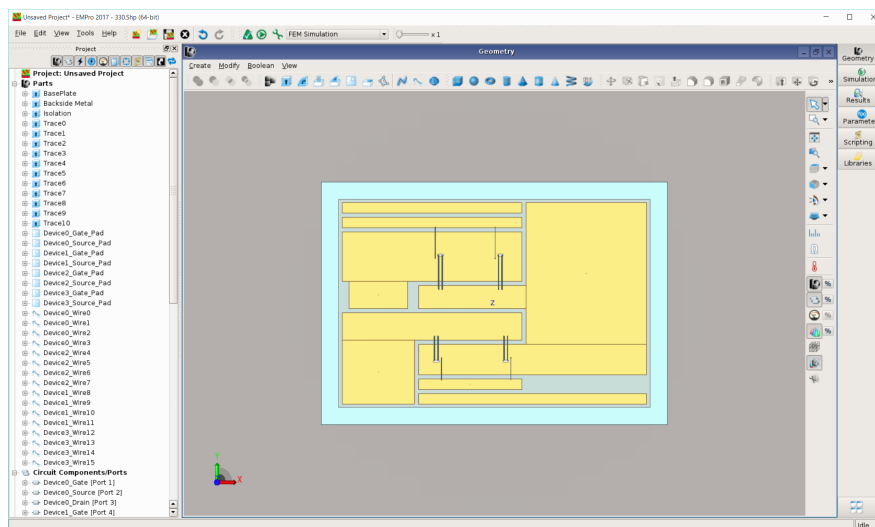 Unsaved Project* - EMPro 2017 - 330.Shp (64-bit)
File Edit View Tools Help
FEM Simulation
x 1
Project
Geometry
Create Modify Boolean View
Project: Unsaved Project
Parts
BasePlate
Backside Metal
Isolation
Trace0
Trace1
Trace2
Trace3
Trace4
Trace5
Trace6
Trace7
Trace8
Trace9
Trace10
Device0_Gate_Pad
Device0_Source_Pad
Device1_Gate_Pad
Device1_Source_Pad
Device2_Gate_Pad
Device2_Source_Pad
Device3_Gate_Pad
Device3_Source_Pad
Device0_Wire0
Device0_Wire1
Device0_Wire2
Device0_Wire3
Device2_Wire4
Device2_Wire5
Device2_Wire6
Device2_Wire7
Device1_Wire8
Device1_Wire9
Device1_Wire10
Device1_Wire11
Device3_Wire12
Device3_Wire13
Device3_Wire14
Device3_Wire15
Circuit Components/Ports
Device0_Gate [Port 1]
Device0_Source [Port 2]
Device0_Drain [Port 3]
Device1_Gate [Port 4]
Z
Y
X
%
%
%
%
Geometry
Simulation
Results
Paramete
Scripting
Libraries
Idle